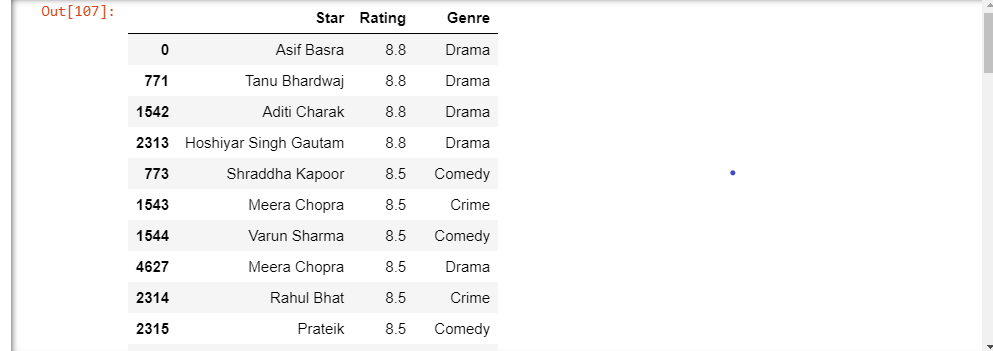 Out[107]:
Star Rating Genre
0 Asif Basra 8.8 Drama
771 Tanu Bhardwaj 8.8 Drama
1542 Aditi Charak 8.8 Drama
2313 Hoshiyar Singh Gautam 8.8 Drama
773 Shraddha Kapoor 8.5 Comedy
1543 Meera Chopra 8.5 Crime
1544 Varun Sharma 8.5 Comedy
4627 Meera Chopra 8.5 Drama
2314 Rahul Bhat 8.5 Crime
2315 Prateik 8.5 Comedy